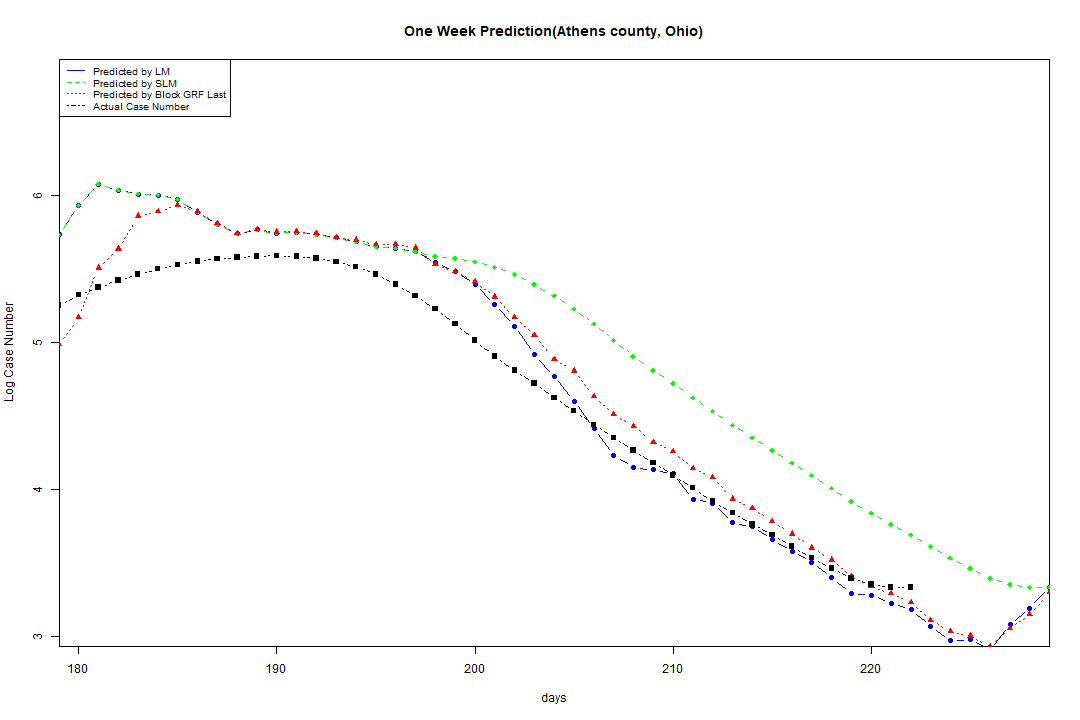 One Week Prediction(Athens county, Ohio)
Predicted by LM
Predicted by SLM
Predicted by Block GRF Last
Actual Case Number
6
5
4
3
Log Case Number
180 190 200 210 220
days